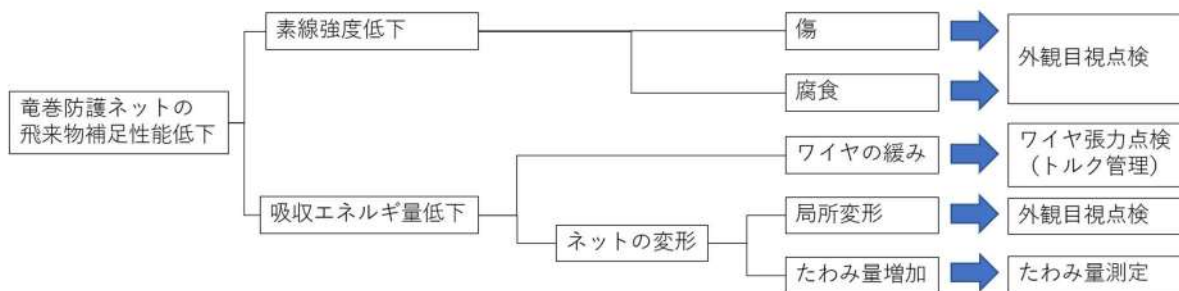 竜巻防護ネットの
飛来物補足性能低下
素線強度低下
吸収エネルギ量低下
ネットの変形
傷
腐食
ワイヤの緩み
局所変形
たわみ量増加
外観目視点検
ワイヤ張力点検
（トルク管理）
外観目視点検
たわみ量測定